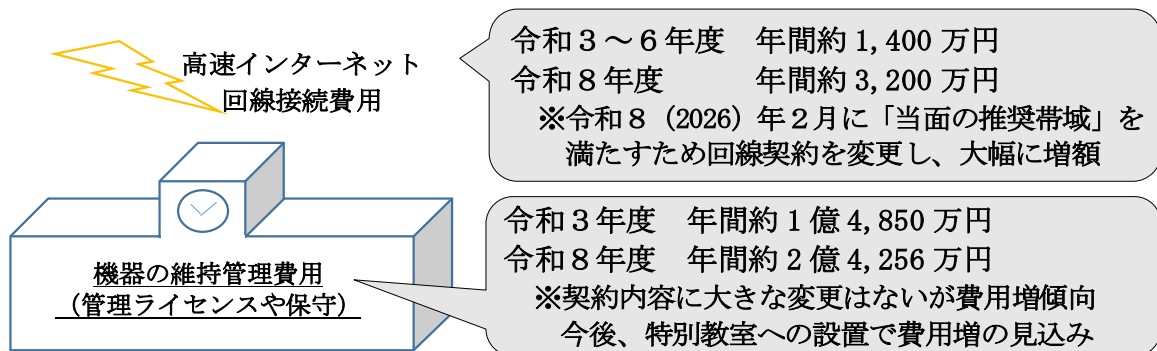 高速インターネット
回線接続費用
令和３～６年度　年間約 1,400 万円
令和８年度　　　年間約 3,200 万円
※令和８（2026）年２月に「当面の推奨帯域」を
満たすため回線契約を変更し、大幅に増額
機器の維持管理費用
（管理ライセンスや保守）
令和３年度　年間約 1 億 4,850 万円
令和８年度　年間約 2 億 4,256 万円
※契約内容に大きな変更はないが費用増傾向
今後、特別教室への設置で費用増の見込み